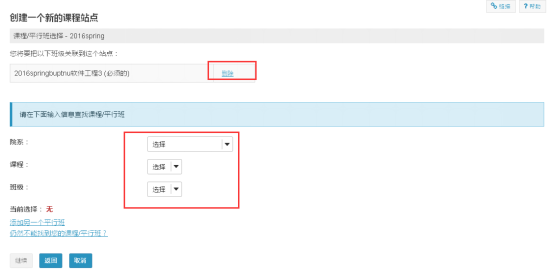 链接 ? 帮助
创建一个新的课程站点
课程/平行班选择 - 2016spring
您将要把以下班级关联到这个站点：
2016springbuptnu软件工程3 (必须的) 删除
请在下面输入信息查找课程/平行班
院系： 选择
课程： 选择
班级： 选择
当前选择： 无
添加另一个平行班
仍然不能找到您的课程/平行班？
继续 返回 取消